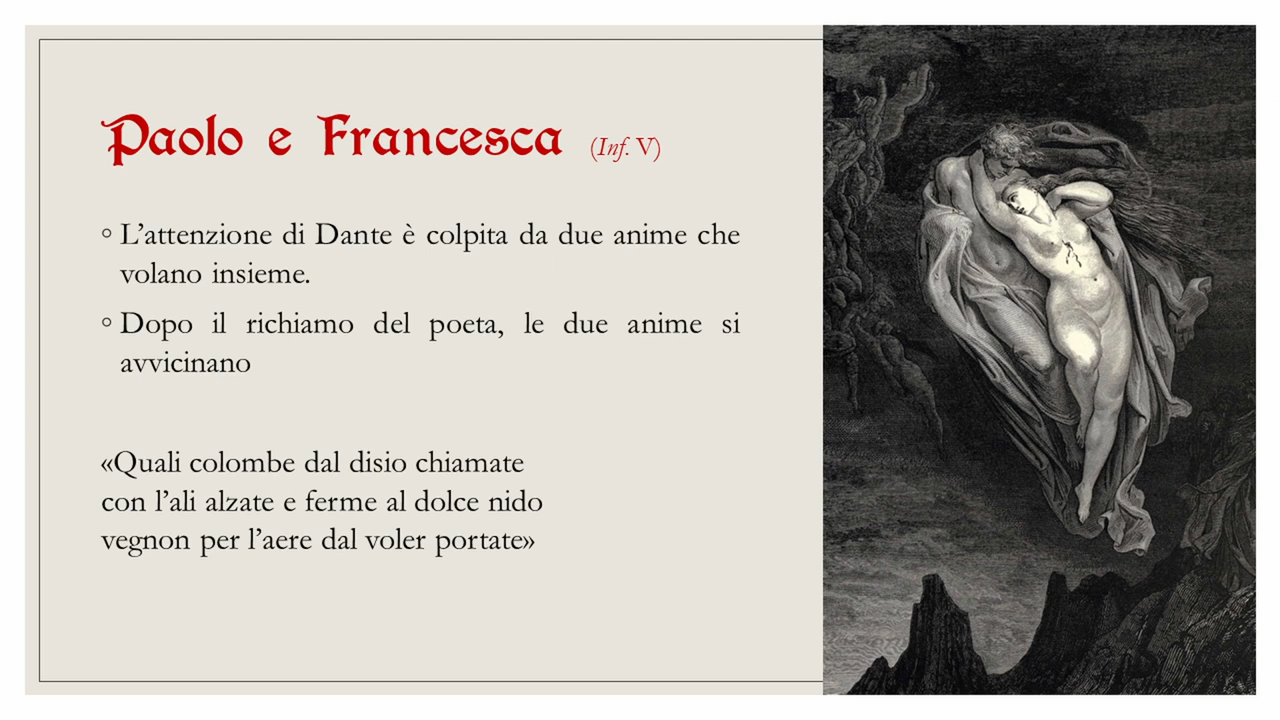 Paolo e Francesca (Inf. V)
◦ L’attenzione di Dante è colpita da due anime che
volano insieme.
◦ Dopo il richiamo del poeta, le due anime si
avvicinano
«Quali colombe dal disio chiamate
con l’ali alzate e ferme al dolce nido
vegnon per l’aere dal voler portate»